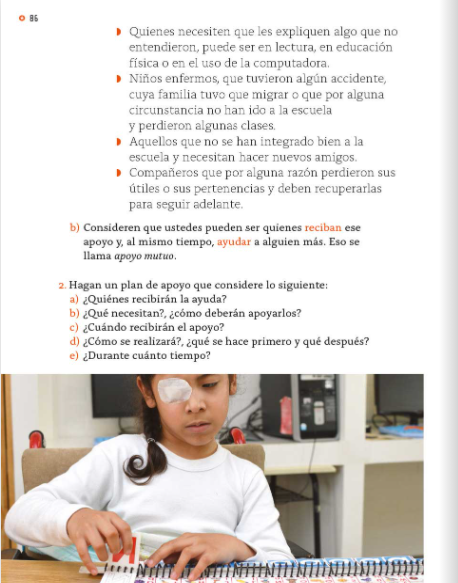 86
Quienes necesiten que les expliquen algo que no
entendieron, puede ser en lectura, en educación
física o en el uso de la computadora.
Niños enfermos, que tuvieron algún accidente,
cuya familia tuvo que migrar o que por alguna
circunstancia no han ido a la escuela
y perdieron algunas clases.
Aquellos que no se han integrado bien a la
escuela y necesitan hacer nuevos amigos.
Compañeros que por alguna razón perdieron sus
útiles o sus pertenencias y deben recuperarlas
para seguir adelante.
b) Consideren que ustedes pueden ser quienes reciban ese
apoyo y, al mismo tiempo, ayudar a alguien más. Eso se
llama apoyo mutuo.
2. Hagan un plan de apoyo que considere lo siguiente:
a) ¿Quiénes recibirán la ayuda?
b) ¿Qué necesitan?, ¿cómo deberán apoyarlos?
c) ¿Cuándo recibirán el apoyo?
d) ¿Cómo se realizará?, ¿qué se hace primero y qué después?
e) ¿Durante cuánto tiempo?